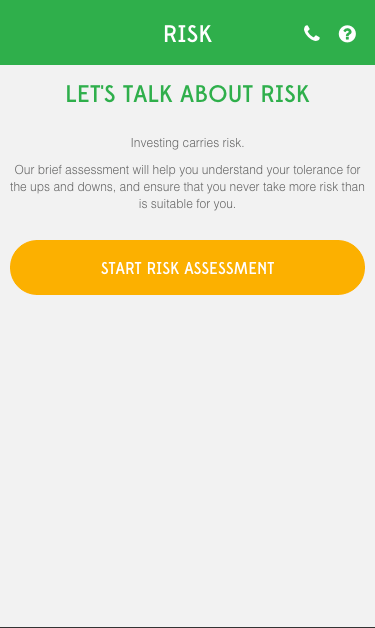 RISK
LET'S TALK ABOUT RISK
Investing carries risk.
Our brief assessment will help you understand your tolerance for
the ups and downs, and ensure that you never take more risk than
is suitable for you.
START RISK ASSESSMENT